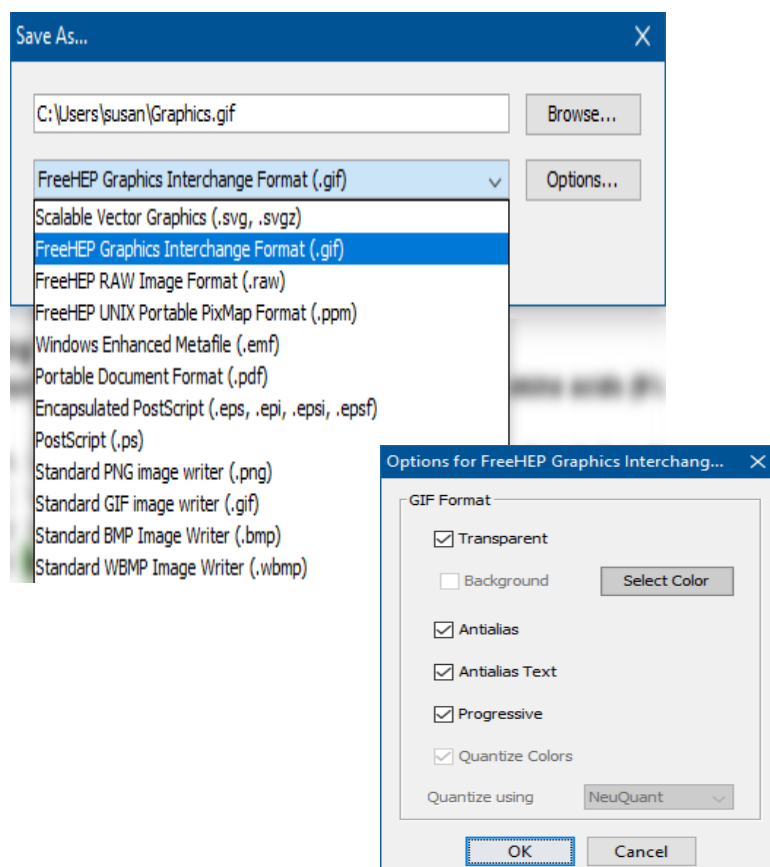 Save As...
C:\Users\susan\Graphics.gif
Browse...
FreeHEP Graphics Interchange Format (.gif)
Options...
Scalable Vector Graphics (.svg, .svgz)
FreeHEP Graphics Interchange Format (.gif)
FreeHEP RAW Image Format (.raw)
FreeHEP UNIX Portable PixMap Format (.ppm)
Windows Enhanced Metafile (.emf)
Portable Document Format (.pdf)
Encapsulated PostScript (.eps, .epi, .epsi, .epsf)
PostScript (.ps)
Standard PNG image writer (.png)
Standard GIF image writer (.gif)
Standard BMP Image Writer (.bmp)
Standard WBMP Image Writer (.wbmp)
amino acids
Options for FreeHEP Graphics Interchang...
GIF Format
Transparent
Background
Select Color
Antialias
Antialias Text
Progressive
Quantize Colors
Quantize using
NeuQuant
OK
Cancel